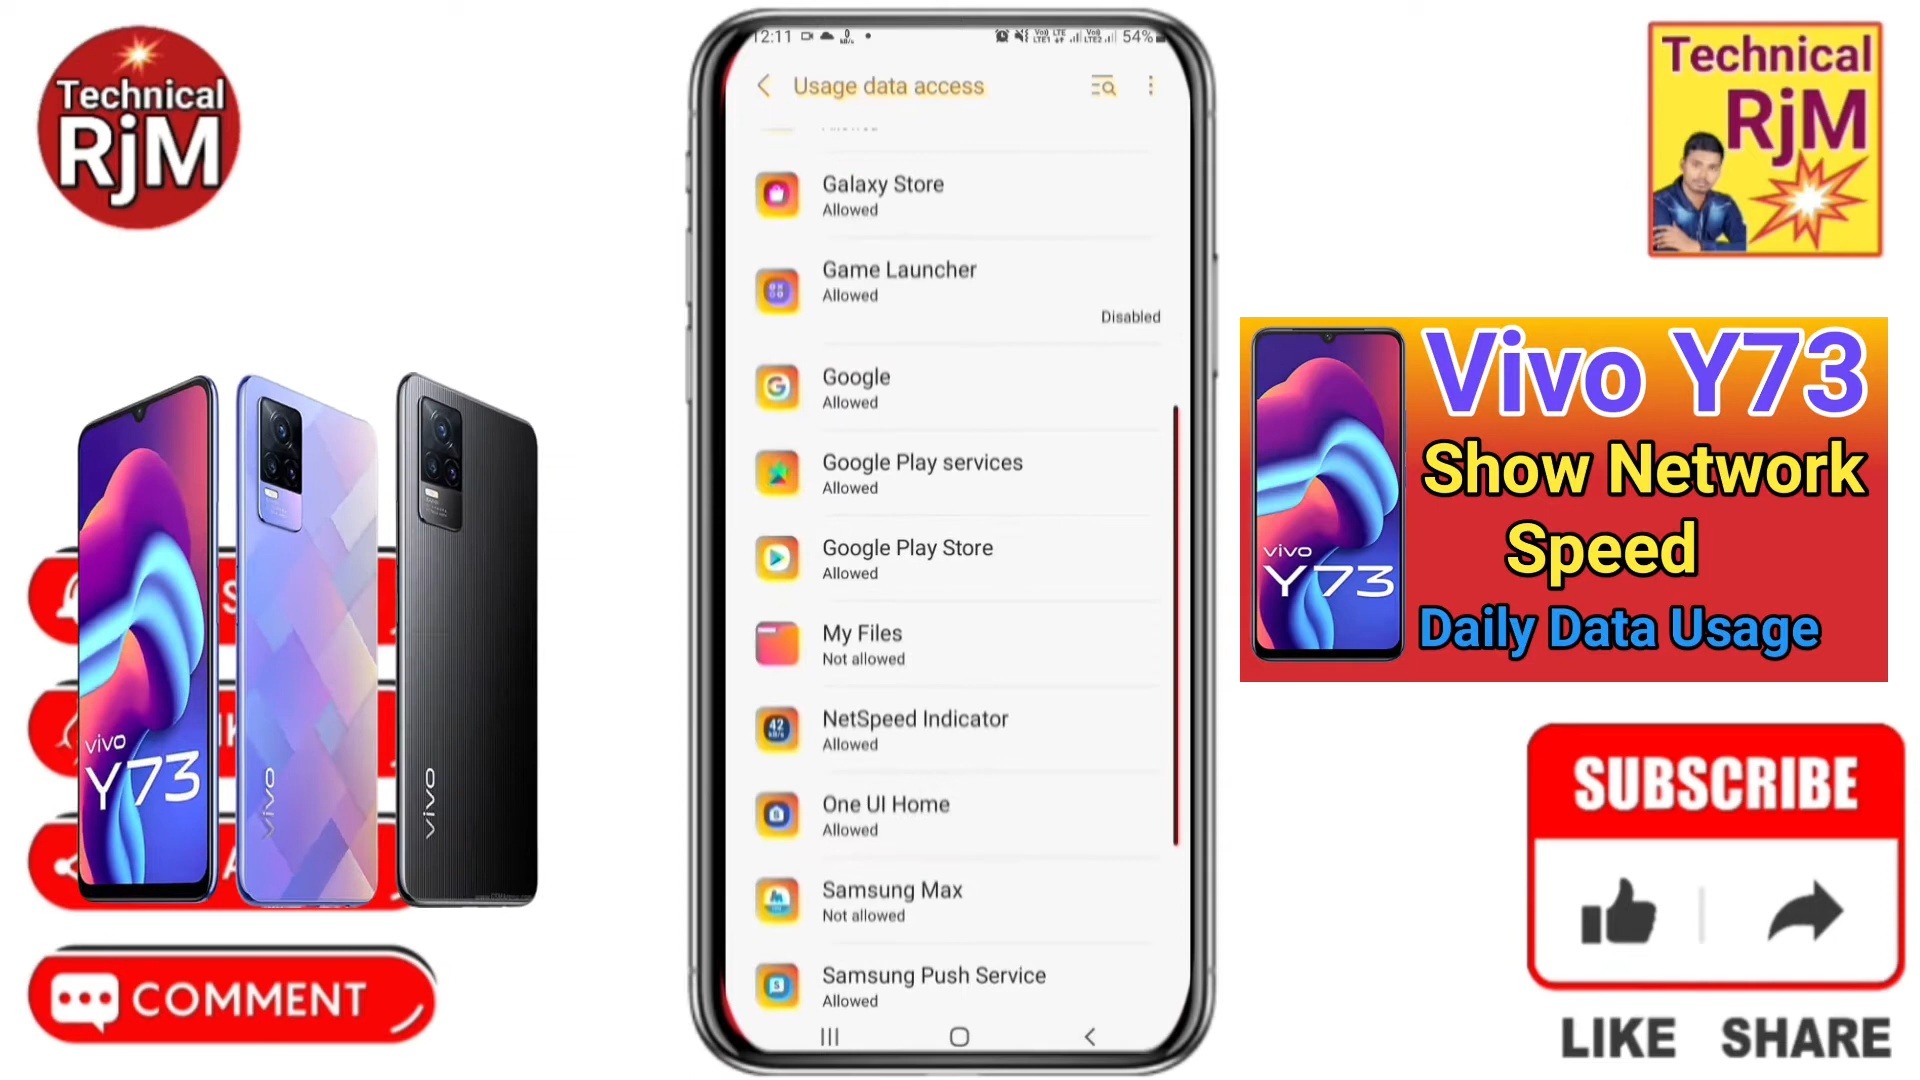 Technical
RjM
12:11
54%
Usage data access
Galaxy Store
Allowed
Game Launcher
Allowed
Disabled
Google
Allowed
Google Play services
Allowed
Google Play Store
Allowed
My Files
Not allowed
NetSpeed Indicator
Allowed
One UI Home
Allowed
Samsung Max
Not allowed
Samsung Push Service
Allowed
Technical
RjM
Vivo Y73
Show Network
Speed
Daily Data Usage
vivo
Y73
vivo
Y73
vivo
vivo
COMMENT
SUBSCRIBE
LIKE SHARE